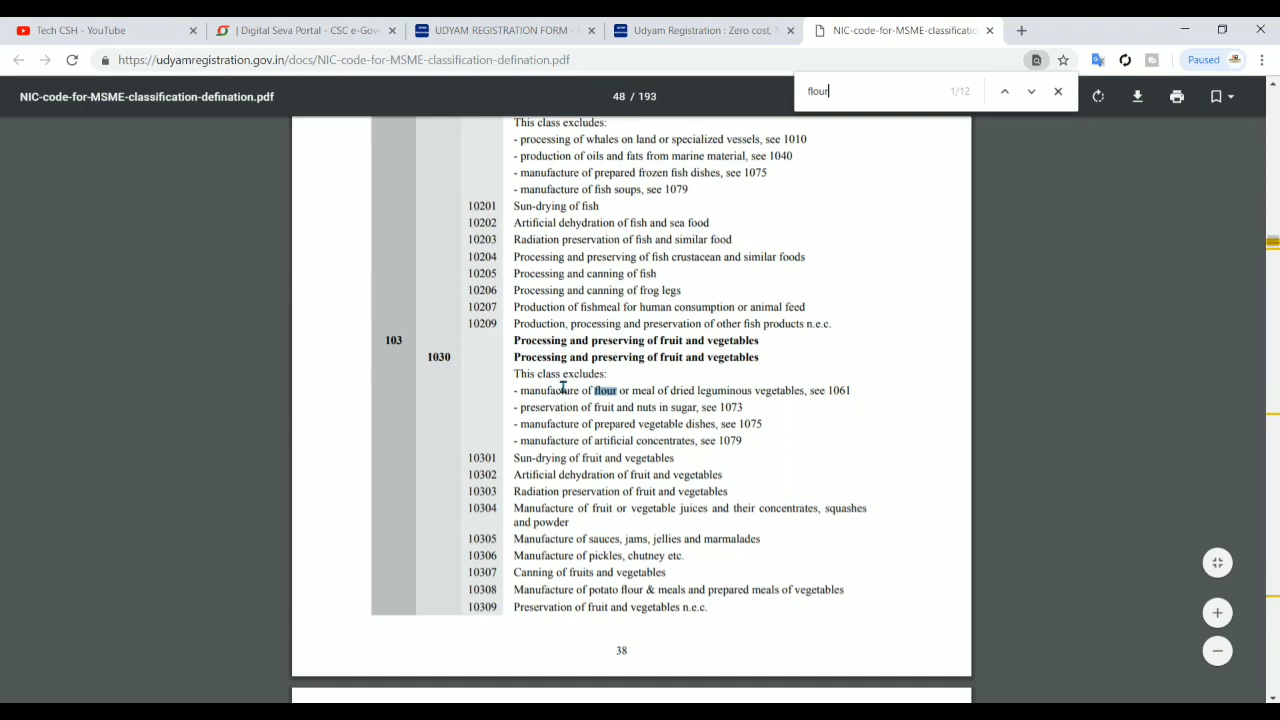 Tech CSH - YouTube
| Digital Seva Portal - CSC e-Gov
UDYAM REGISTRATION FORM -
Udyam Registration : Zero cost,
NIC-code-for-MSME-classificatio
https://udyamregistration.gov.in/docs/NIC-code-for-MSME-classification-defination.pdf
Paused
NIC-code-for-MSME-classification-defination.pdf
48 / 193
flour
1/12
This class excludes:
- processing of whales on land or specialized vessels, see 1010
- production of oils and fats from marine material, see 1040
- manufacture of prepared frozen fish dishes, see 1075
- manufacture of fish soups, see 1079
10201 Sun-drying of fish
10202 Artificial dehydration of fish and sea food
10203 Radiation preservation of fish and similar food
10204 Processing and preserving of fish crustacean and similar foods
10205 Processing and canning of fish
10206 Processing and canning of frog legs
10207 Production of fishmeal for human consumption or animal feed
10209 Production, processing and preservation of other fish products n.e.c.
103 Processing and preserving of fruit and vegetables
1030 Processing and preserving of fruit and vegetables
This class excludes:
- manufacture of flour or meal of dried leguminous vegetables, see 1061
- preservation of fruit and nuts in sugar, see 1073
- manufacture of prepared vegetable dishes, see 1075
- manufacture of artificial concentrates, see 1079
10301 Sun-drying of fruit and vegetables
10302 Artificial dehydration of fruit and vegetables
10303 Radiation preservation of fruit and vegetables
10304 Manufacture of fruit or vegetable juices and their concentrates, squashes
and powder
10305 Manufacture of sauces, jams, jellies and marmalades
10306 Manufacture of pickles, chutney etc.
10307 Canning of fruits and vegetables
10308 Manufacture of potato flour & meals and prepared meals of vegetables
10309 Preservation of fruit and vegetables n.e.c.
38